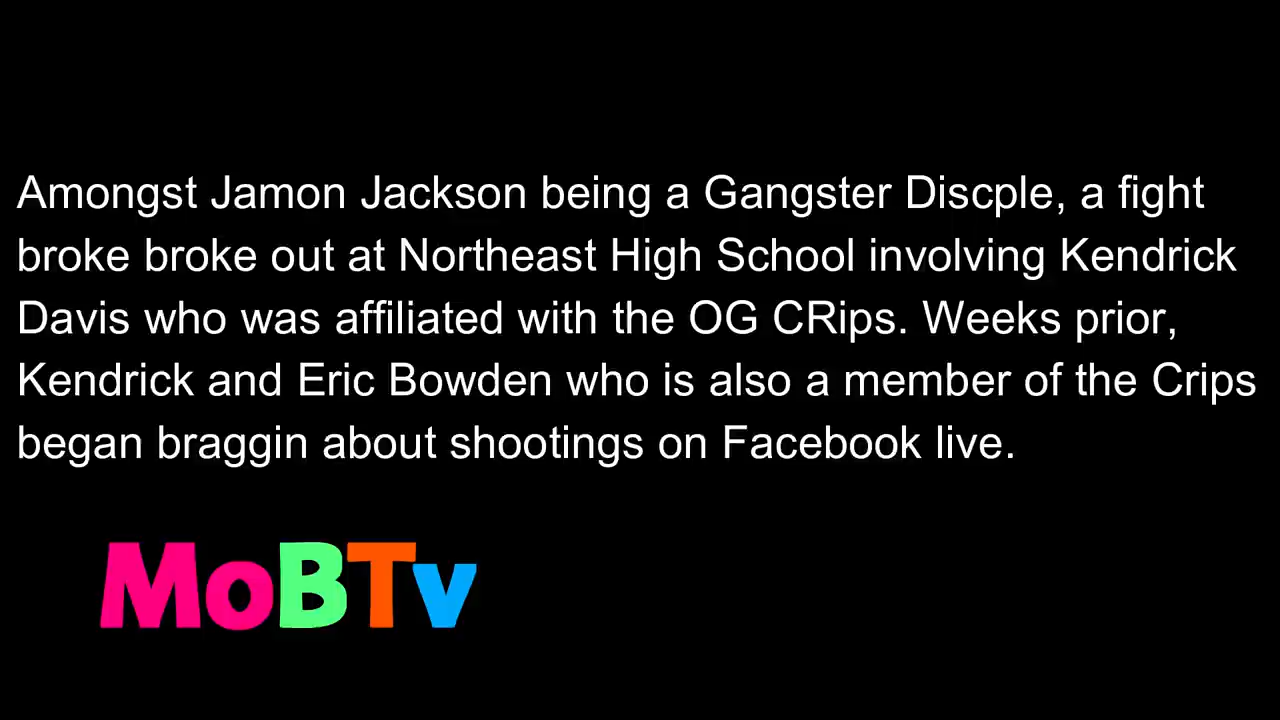 Amongst Jamon Jackson being a Gangster Discple, a fight
broke broke out at Northeast High School involving Kendrick
Davis who was affiliated with the OG CRips. Weeks prior,
Kendrick and Eric Bowden who is also a member of the Crips
began braggin about shootings on Facebook live.
MoBTv